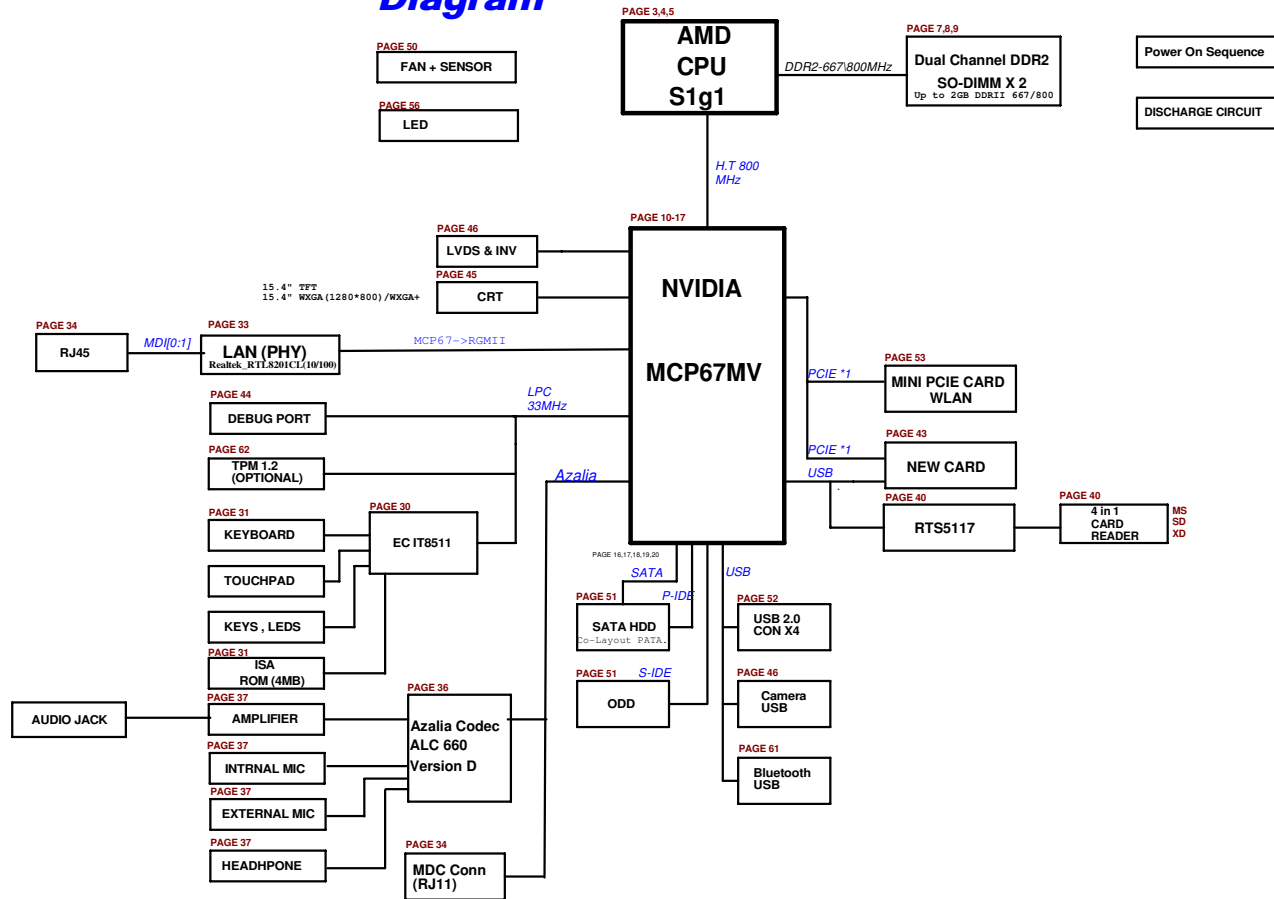 Diagram
PAGE 3,4,5
AMD
CPU
S1g1
PAGE 7,8,9
Dual Channel DDR2
SO-DIMM X 2
Up to 2GB DDRII 667/800
DDR2-667\800MHz
Power On Sequence
DISCHARGE CIRCUIT
PAGE 50
FAN + SENSOR
PAGE 56
LED
H.T 800
MHz
PAGE 10-17
NVIDIA
MCP67MV
PAGE 46
LVDS & INV
PAGE 45
CRT
15.4" TFT
15.4" WXGA(1280*800)/WXGA+
PAGE 34
RJ45
MDI[0:1]
PAGE 33
LAN (PHY)
Realtek_RTL8201CL(10/100)
MCP67->RGMII
PAGE 44
DEBUG PORT
LPC
33MHz
PAGE 62
TPM 1.2
(OPTIONAL)
Azalia
PAGE 31
KEYBOARD
PAGE 30
EC IT8511
TOUCHPAD
KEYS , LEDS
PAGE 31
ISA
ROM (4MB)
PCIE *1
PAGE 53
MINI PCIE CARD
WLAN
PCIE *1
PAGE 43
NEW CARD
USB
PAGE 40
RTS5117
PAGE 40
4 in 1
CARD
READER
MS
SD
XD
PAGE 16,17,18,19,20
SATA
P-IDE
USB
PAGE 51
SATA HDD
Co-Layout PATA.
PAGE 52
USB 2.0
CON X4
PAGE 51
S-IDE
ODD
PAGE 46
Camera
USB
PAGE 61
Bluetooth
USB
AUDIO JACK
PAGE 37
AMPLIFIER
PAGE 36
Azalia Codec
ALC 660
Version D
PAGE 37
INTRNAL MIC
PAGE 37
EXTERNAL MIC
PAGE 37
HEADHPONE
PAGE 34
MDC Conn
(RJ11)